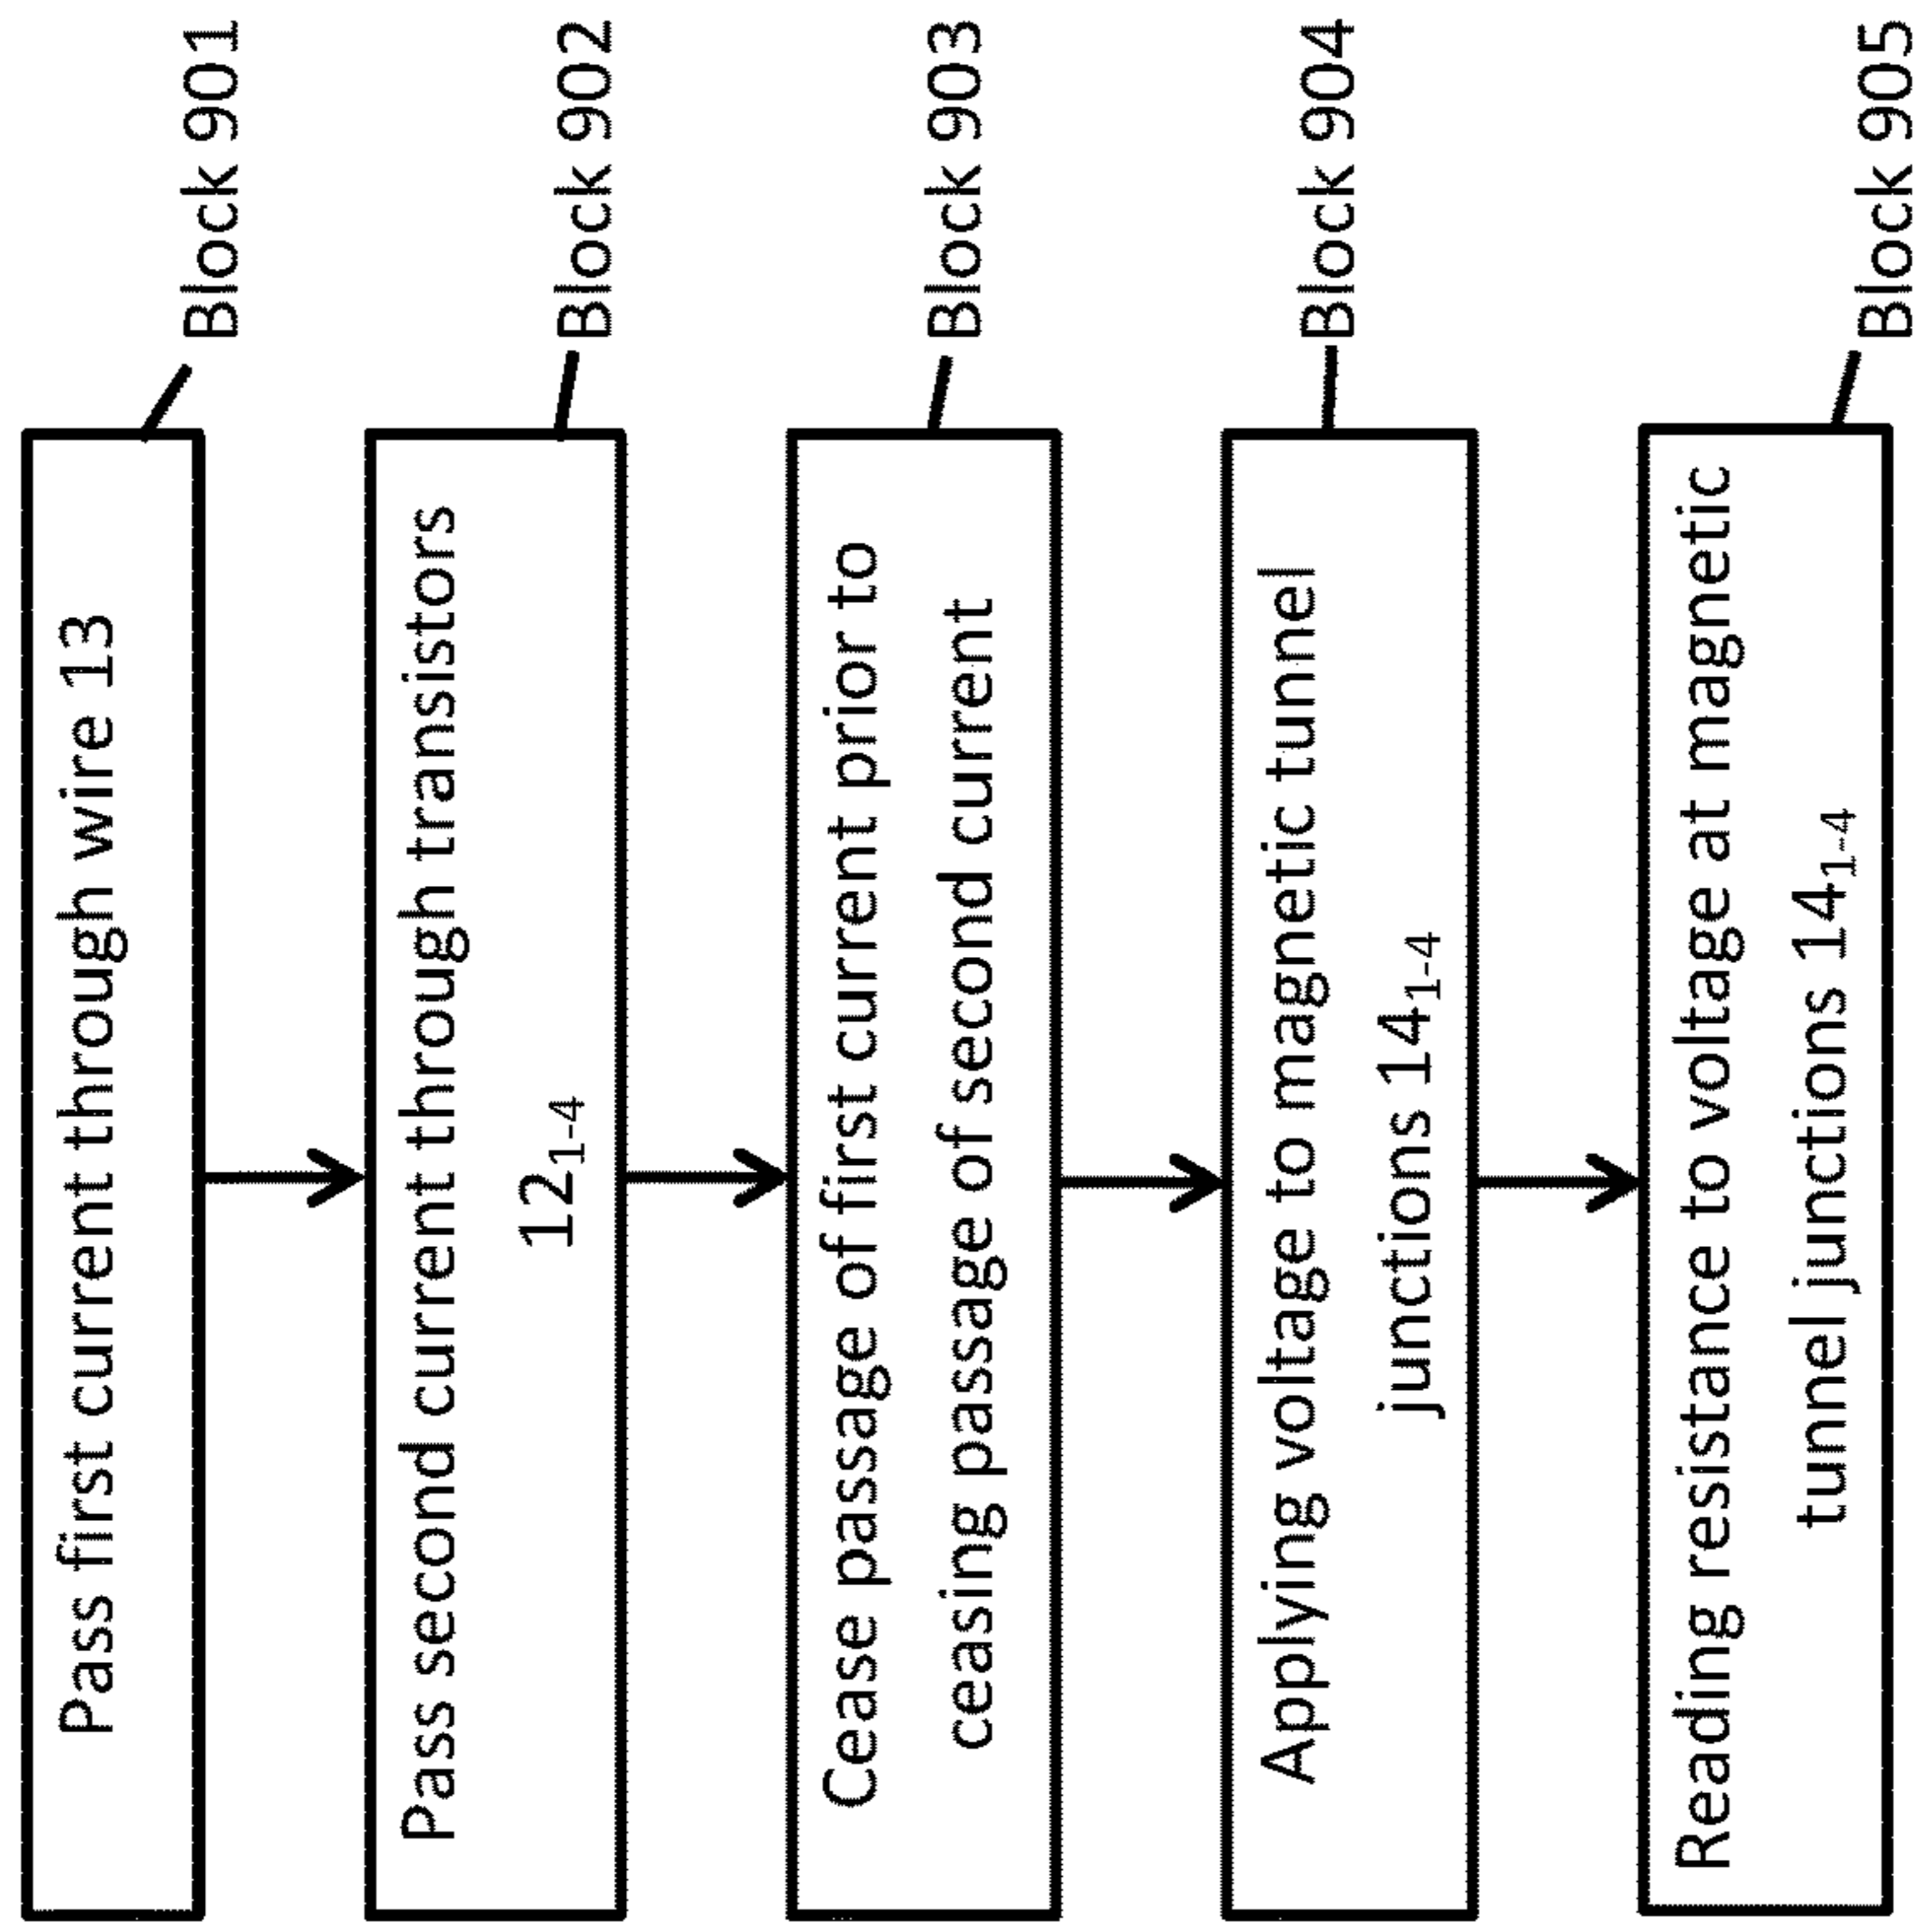 Pass first current through wire 13
Block 901
Pass second current through transistors
12₁₋₄
Block 902
Cease passage of first current prior to
ceasing passage of second current
Block 903
Applying voltage to magnetic tunnel
junctions 14₁₋₄
Block 904
Reading resistance to voltage at magnetic
tunnel junctions 14₁₋₄
Block 905